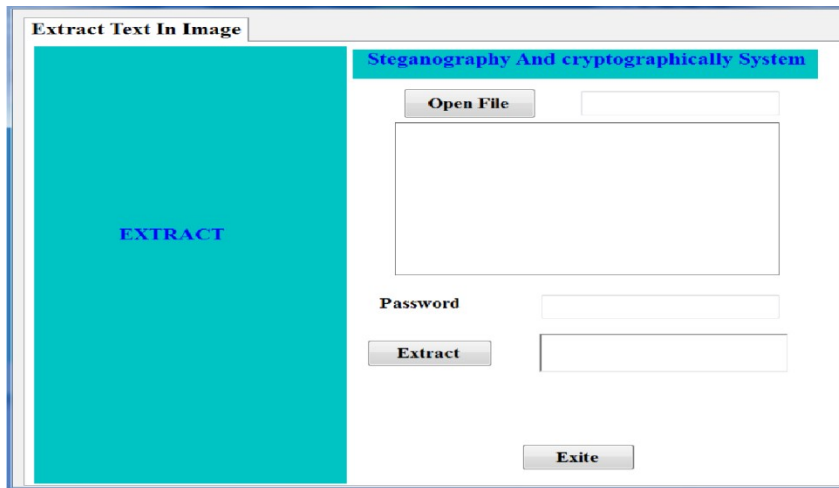 Extract Text In Image
Steganography And cryptographically System
Open File
EXTRACT
Password
Extract
Exite